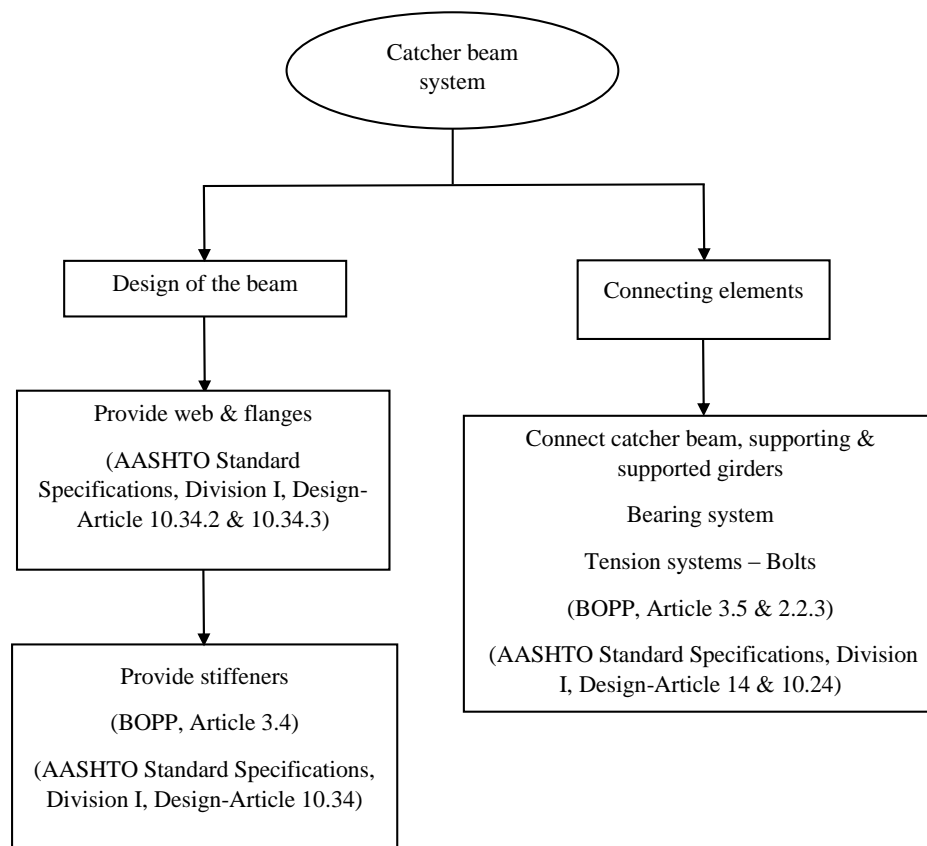 Catcher beam
system
Design of the beam
Connecting elements
Provide web & flanges
(AASHTO Standard
Specifications, Division I, Design-
Article 10.34.2 & 10.34.3)
Connect catcher beam, supporting &
supported girders
Bearing system
Tension systems – Bolts
(BOPP, Article 3.5 & 2.2.3)
(AASHTO Standard Specifications, Division
I, Design-Article 14 & 10.24)
Provide stiffeners
(BOPP, Article 3.4)
(AASHTO Standard Specifications,
Division I, Design-Article 10.34)